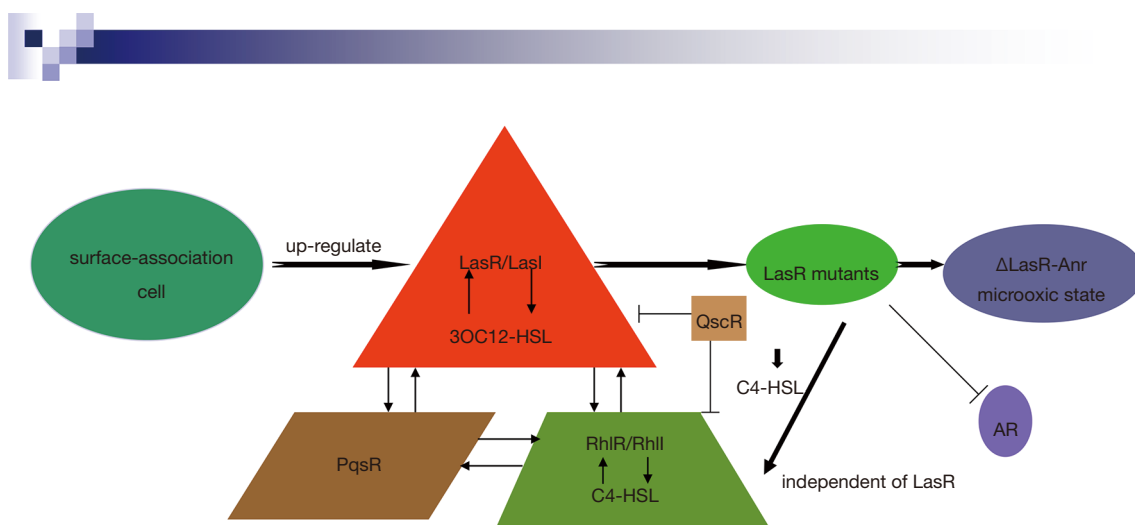 surface-association
cell
up-regulate
LasR/LasI
3OC12-HSL
LasR mutants
ΔLasR-Anr
microoxic state
QscR
C4-HSL
AR
PqsR
RhlR/RhlI
C4-HSL
independent of LasR